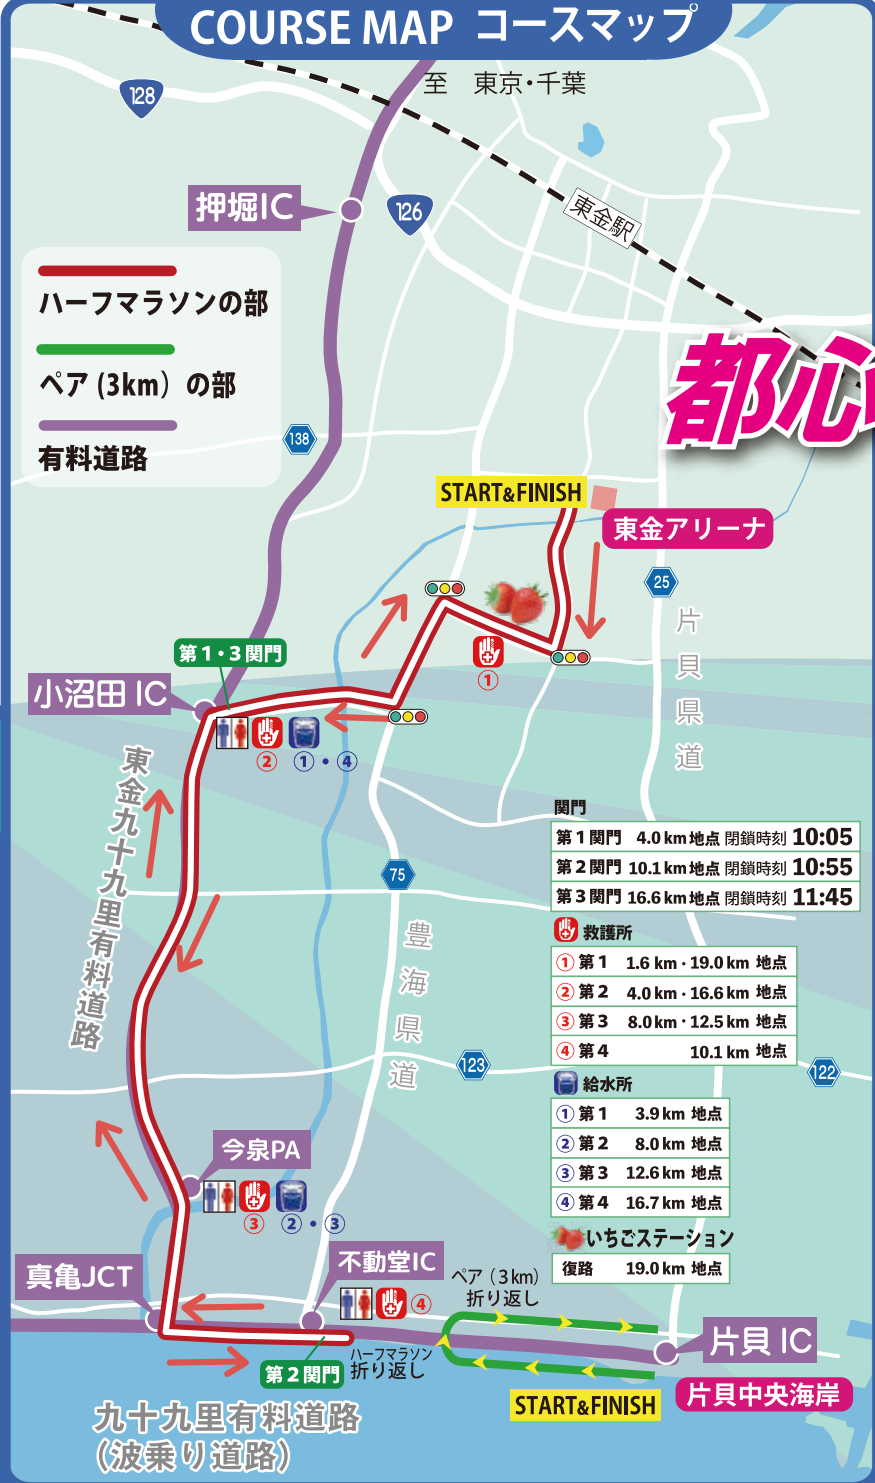 COURSE MAP コースマップ
至 東京・千葉
128
押堀IC
126
東金駅
ハーフマラソンの部
ペア (3km) の部
有料道路
都心
138
START&FINISH
東金アリーナ
25
片貝県道
第1・3関門
①
小沼田 IC
②
①・④
東金九十九里有料道路
75
豊海県道
関門
第1関門 4.0km地点 閉鎖時刻 10:05
第2関門 10.1km地点 閉鎖時刻 10:55
第3関門 16.6km地点 閉鎖時刻 11:45
救護所
①第1 1.6km・19.0km 地点
②第2 4.0km・16.6km 地点
③第3 8.0km・12.5km 地点
④第4 10.1km 地点
123
122
給水所
①第1 3.9km 地点
②第2 8.0km 地点
③第3 12.6km 地点
④第4 16.7km 地点
いちごステーション
復路 19.0km 地点
今泉PA
③
②・③
真亀JCT
不動堂IC
④
ペア（3km）
折り返し
片貝 IC
第2関門
ハーフマラソン
折り返し
START&FINISH
片貝中央海岸
九十九里有料道路
（波乗り道路）